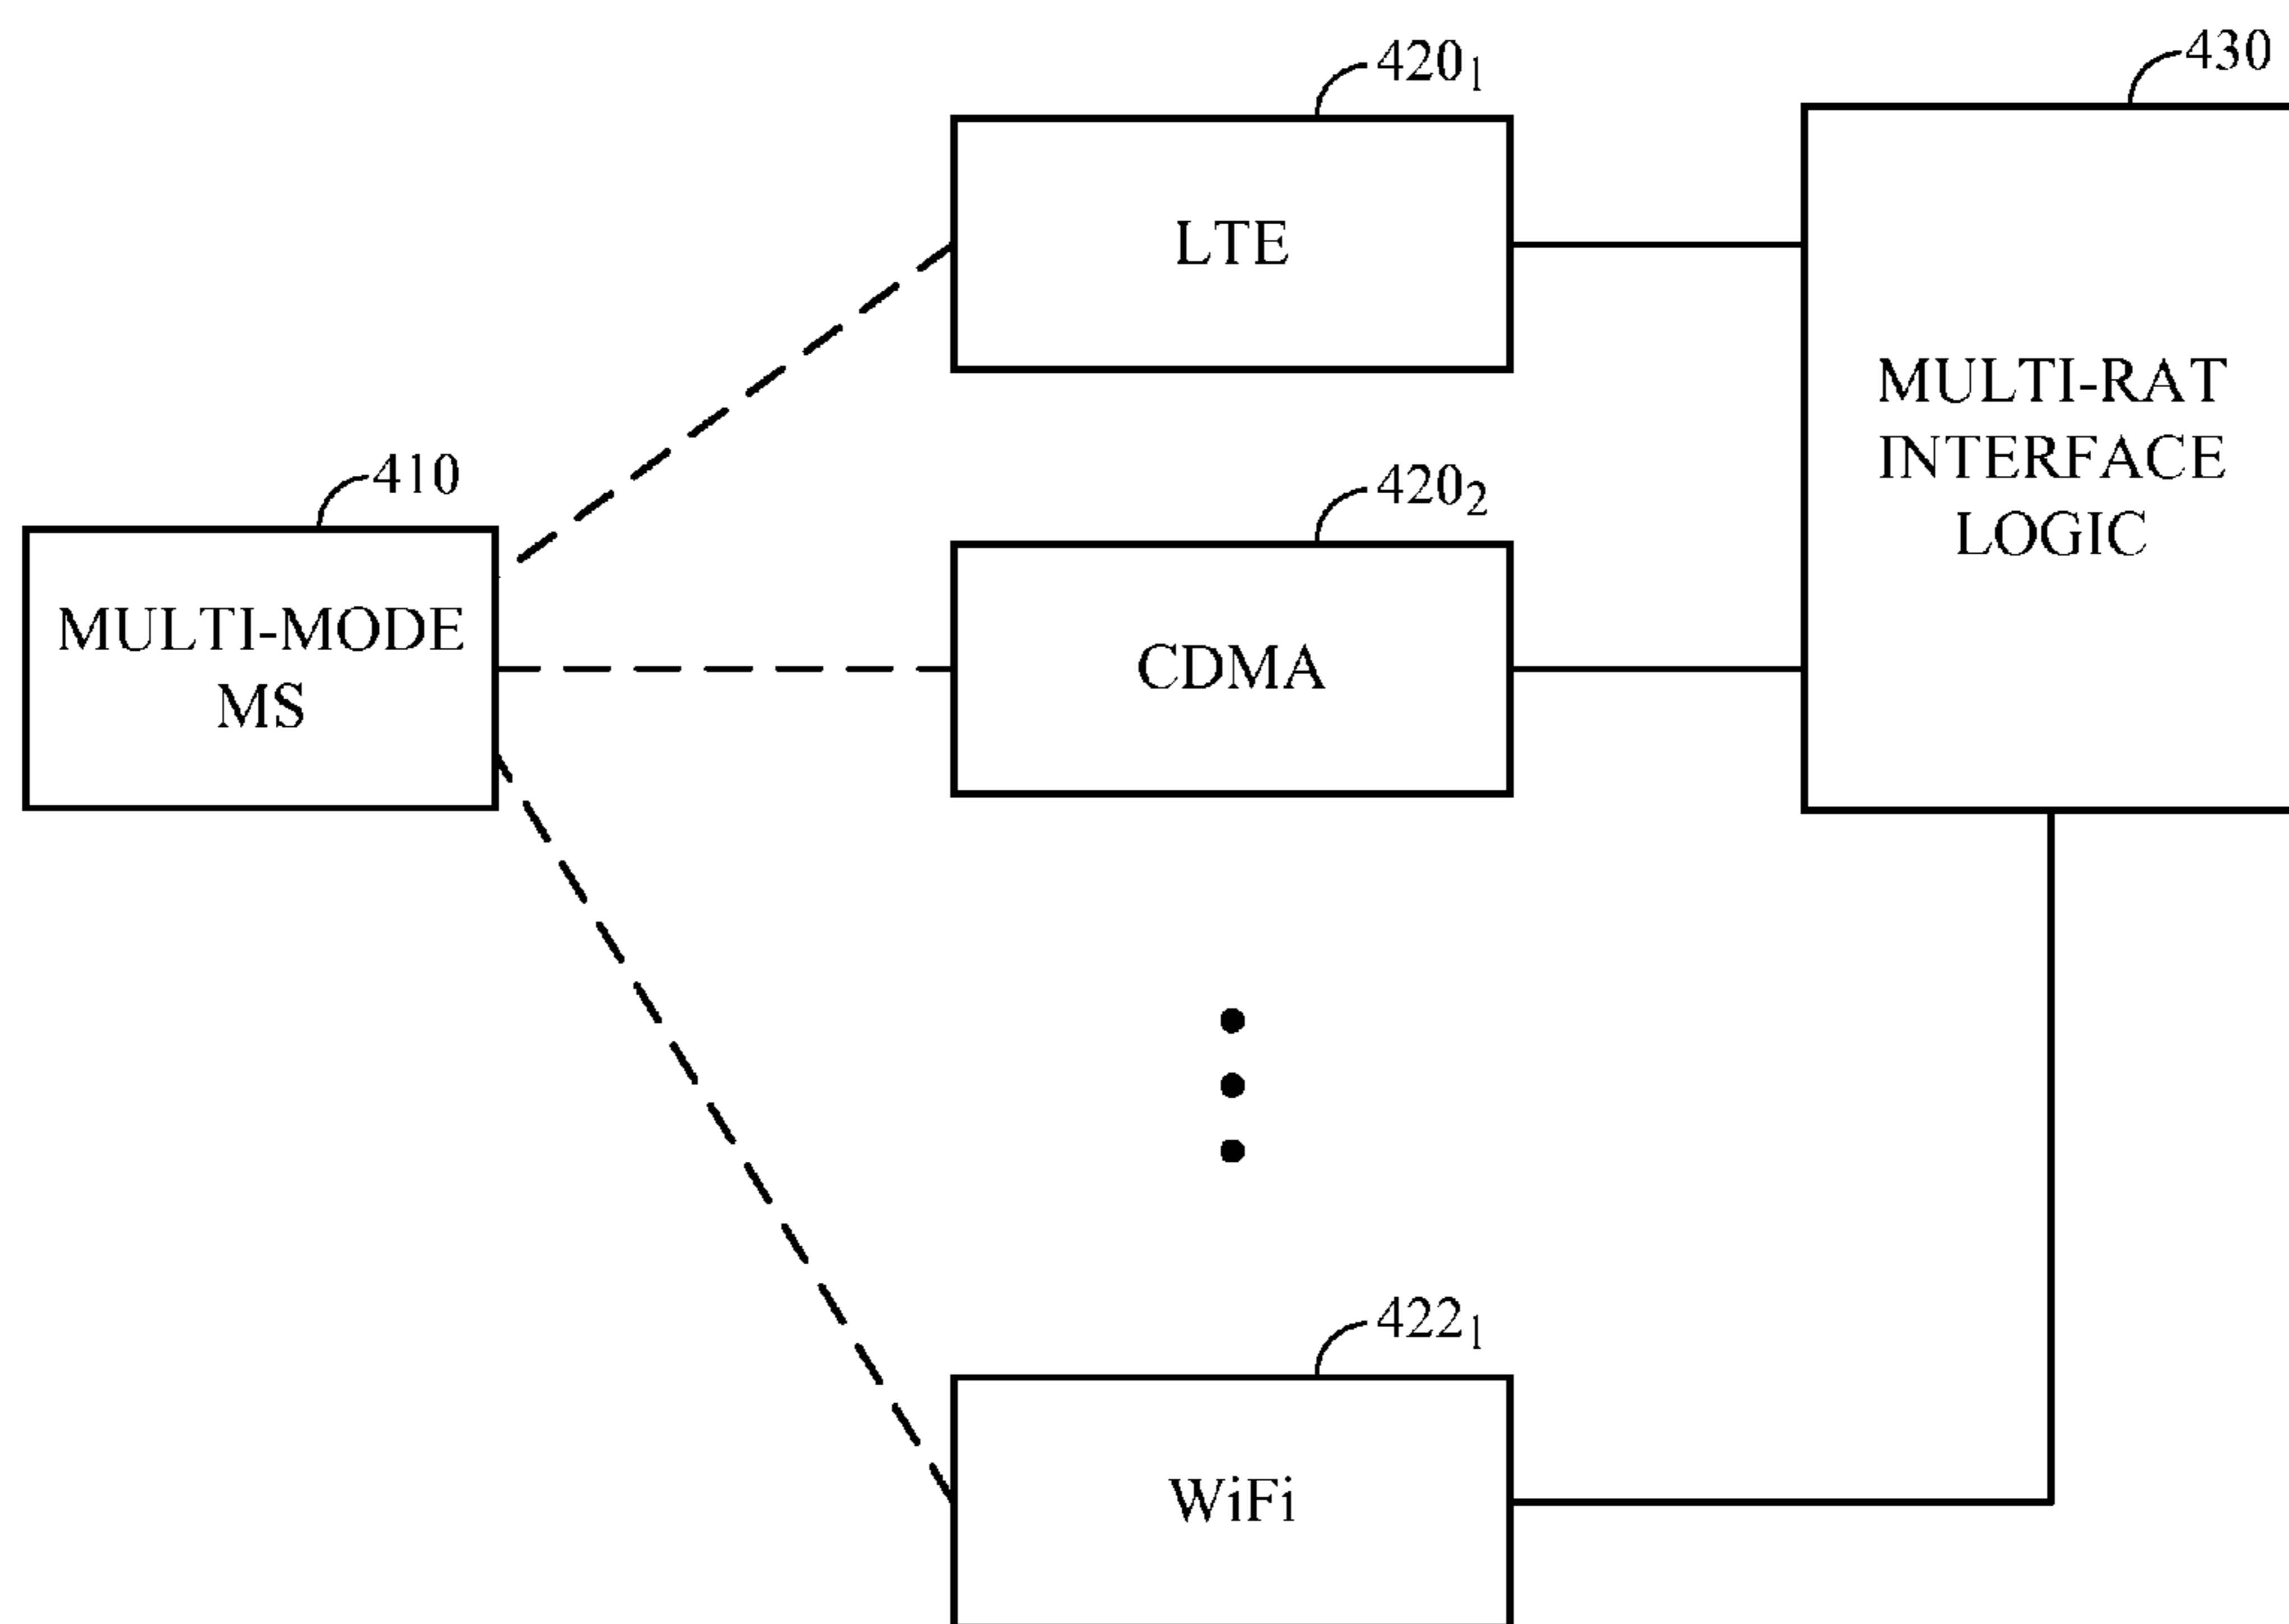 420₁
430
LTE
MULTI-RAT
INTERFACE
LOGIC
410
420₂
MULTI-MODE
MS
CDMA
422₁
WiFi